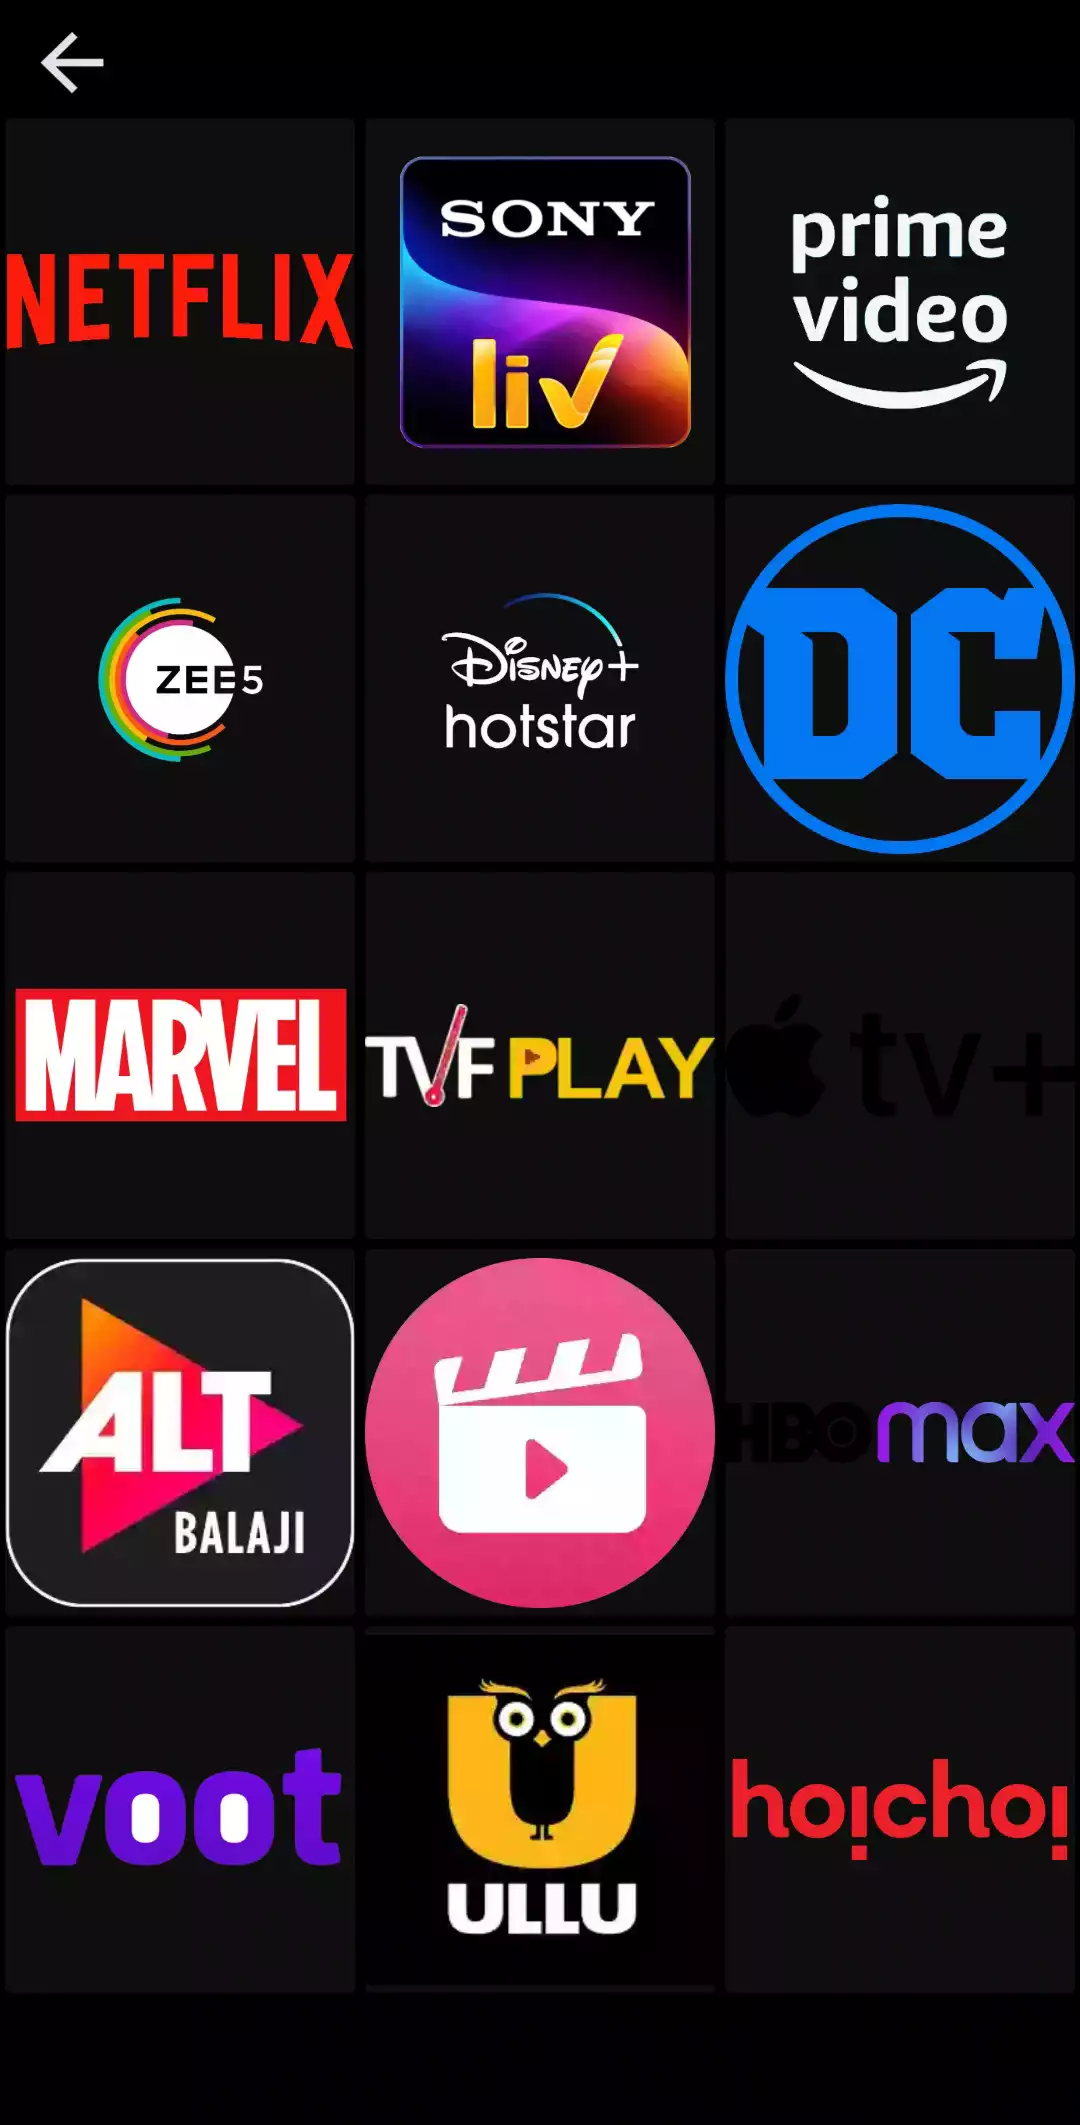 NETFLIX
SONY
liv
prime
video
ZEE5
Disney+
hotstar
DC
MARVEL
TVF PLAY
tv+
ALT
BALAJI
HBO max
voot
ULLU
hoichoi